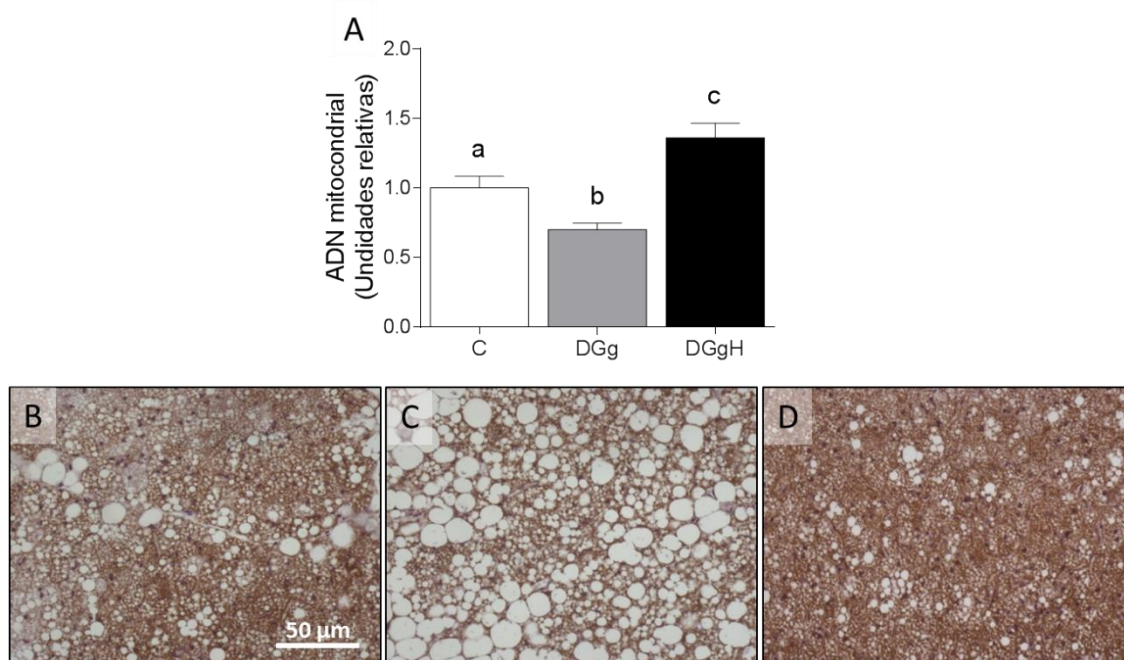 A
ADN mitocondrial
(Undidades relativas)
2.0
1.5
1.0
0.5
0.0
a
b
c
C
DGg
DGgH
B
C
D
50 µm